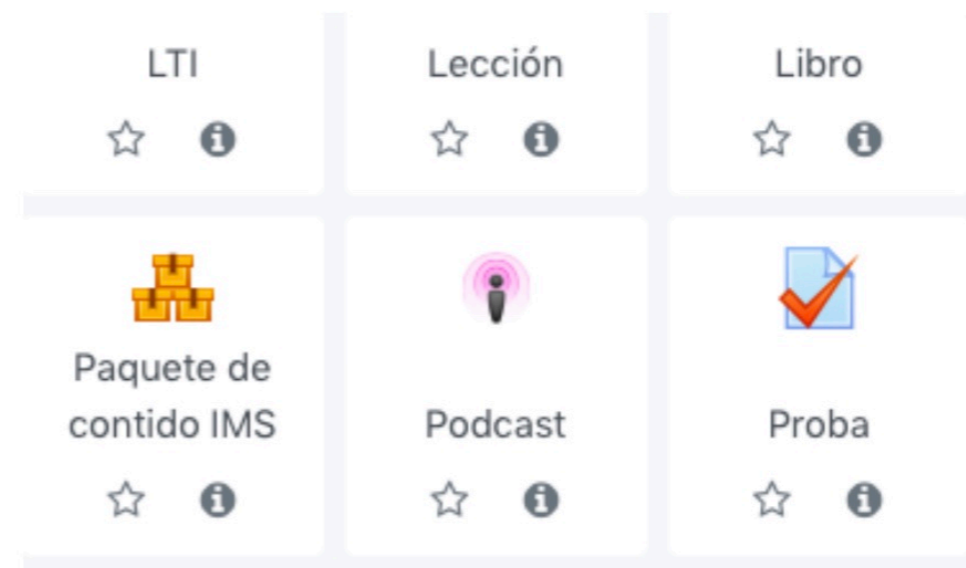 LTI
Lección
Libro
Paquete de
contido IMS
Podcast
Proba